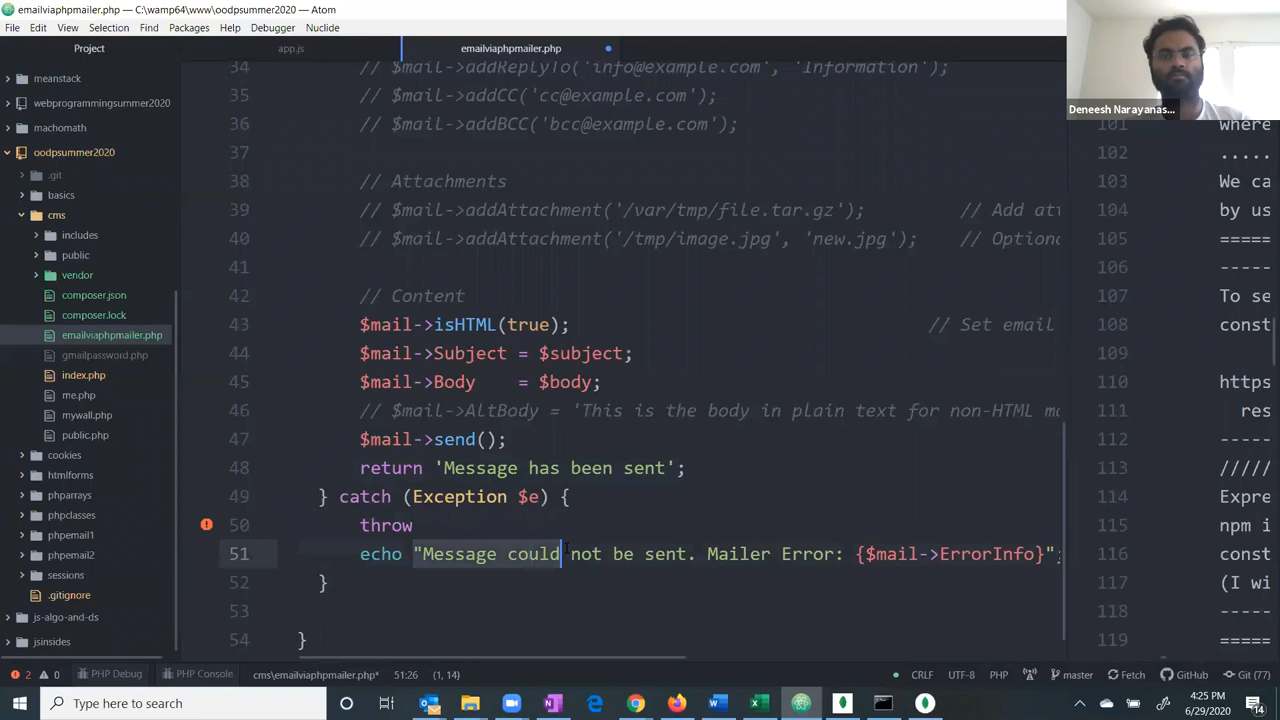 emailviaphpmailer.php — C:\wamp64\www\oodpsummer2020 — Atom
File Edit View Selection Find Packages Help Debugger Nuclide
Project
app.js
emailviaphpmailer.php
meanstack
webprogrammingsummer2020
machomath
oodpsummer2020
.git
basics
cms
includes
public
vendor
composer.json
composer.lock
emailviaphpmailer.php
gmailpassword.php
index.php
me.php
mywall.php
public.php
cookies
htmlforms
phparrays
phpclasses
phpemail1
phpemail2
sessions
.gitignore
js-algo-and-ds
jsinsides
34 // $mail->addReplyTo('info@example.com', 'Information');
35 // $mail->addCC('cc@example.com');
36 // $mail->addBCC('bcc@example.com');
37
38 // Attachments
39 // $mail->addAttachment('/var/tmp/file.tar.gz'); // Add att
40 // $mail->addAttachment('/tmp/image.jpg', 'new.jpg'); // Optiona
41
42 // Content
43 $mail->isHTML(true); // Set email
44 $mail->Subject = $subject;
45 $mail->Body = $body;
46 // $mail->AltBody = 'This is the body in plain text for non-HTML ma
47 $mail->send();
48 return 'Message has been sent';
49 } catch (Exception $e) {
50 throw
51 echo "Message could not be sent. Mailer Error: {$mail->ErrorInfo}";
52 }
53
54 }
Deneesh Narayanas...
101 where
102 .....
103 We ca
104 by us
105 =====
106 -----
107 To se
108 const
109
110 https
111 res
112 -----
113 /////
114 Expre
115 npm i
116 const
117 (I wi
118 -----
119 =====
2 0 PHP Debug PHP Console cms\emailviaphpmailer.php* 51:26 (1, 14) CRLF UTF-8 PHP master Fetch GitHub Git (77)
Type here to search
4:25 PM
6/29/2020
14